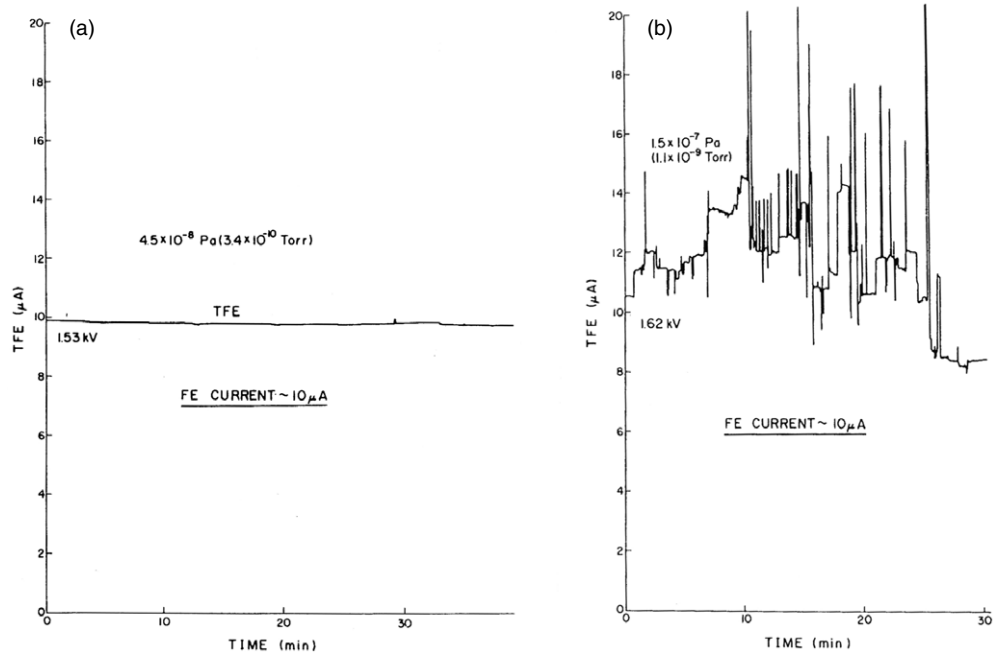 (a)
20
18
16
14
12
10
8
6
4
2
0
TFE (μA)
4.5×10⁻⁸ Pa(3.4×10⁻¹⁰ Torr)
TFE
1.53 kV
FE CURRENT ~ 10μA
0
10
20
30
TIME (min)
(b)
20
18
16
14
12
10
8
6
4
2
0
TFE (μA)
1.5×10⁻⁷ Pa
(1.1×10⁻⁹ Torr)
1.62 kV
FE CURRENT ~ 10μA
0
10
20
30
TIME (min)